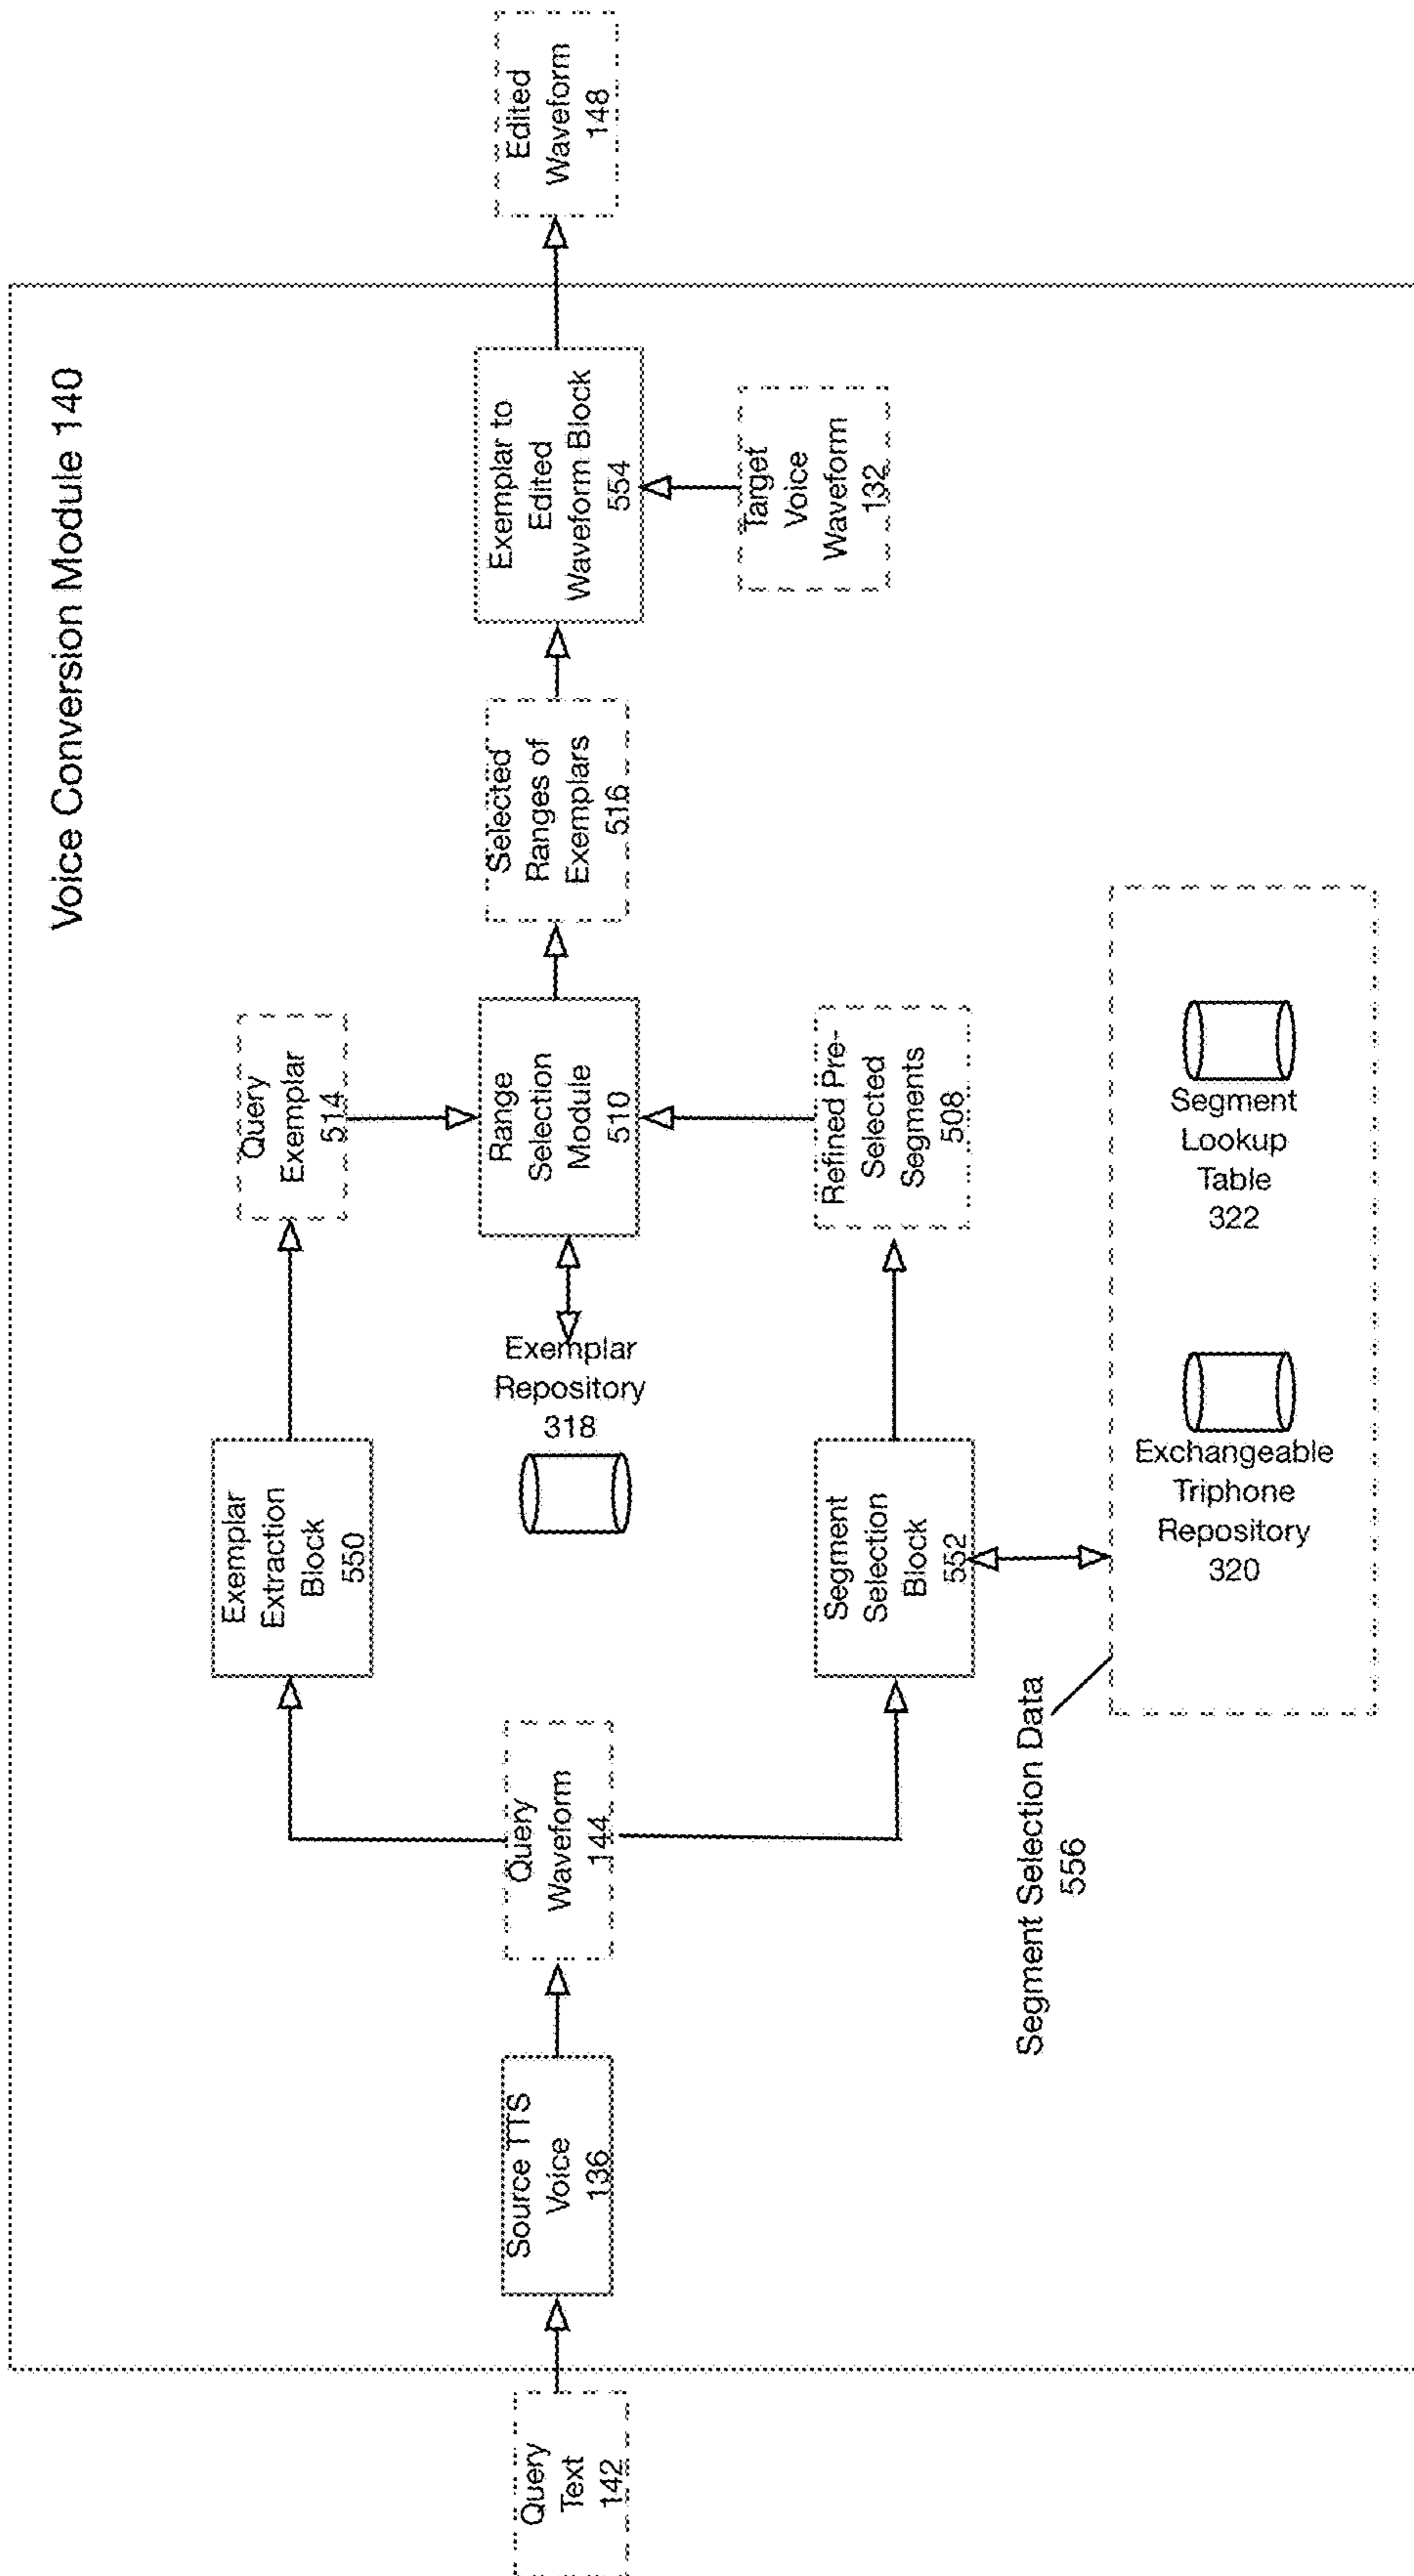 Voice Conversion Module 140
Query
Text
142
Source TTS
Voice
136
Query
Waveform
144
Exemplar
Extraction
Block
550
Query
Exemplar
514
Exemplar
Repository
318
Range
Selection
Module
510
Segment
Selection
Block
552
Refined Pre-
Selected
Segments
508
Selected
Ranges of
Exemplars
516
Exemplar to
Edited
Waveform Block
554
Target
Voice
Waveform
132
Edited
Waveform
148
Segment Selection Data
556
Exchangeable
Triphone
Repository
320
Segment
Lookup
Table
322